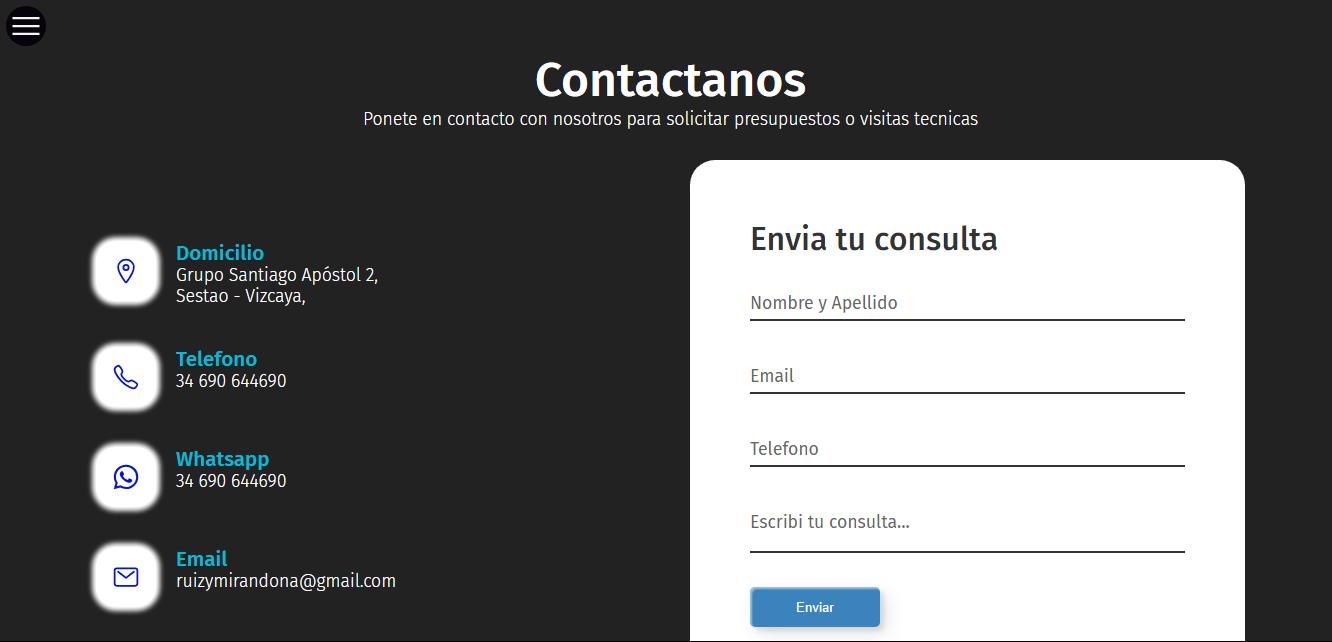 Contactanos
Ponete en contacto con nosotros para solicitar presupuestos o visitas tecnicas
Domicilio
Grupo Santiago Apóstol 2,
Sestao - Vizcaya,
Telefono
34 690 644690
Whatsapp
34 690 644690
Email
ruizymirandona@gmail.com
Envia tu consulta
Nombre y Apellido
Email
Telefono
Escribi tu consulta...
Enviar